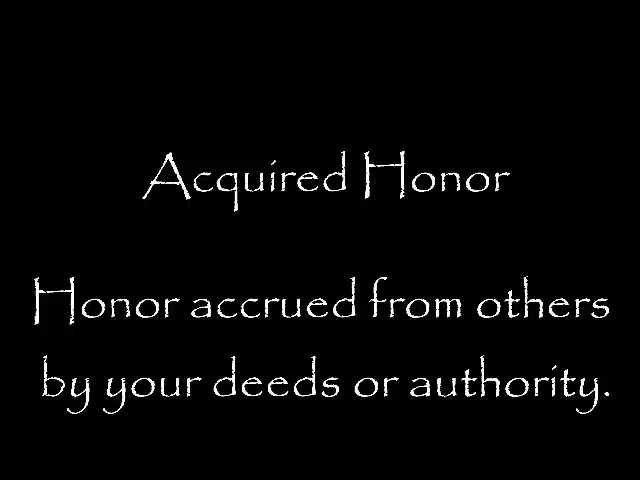 Acquired Honor
Honor accrued from others
by your deeds or authority.